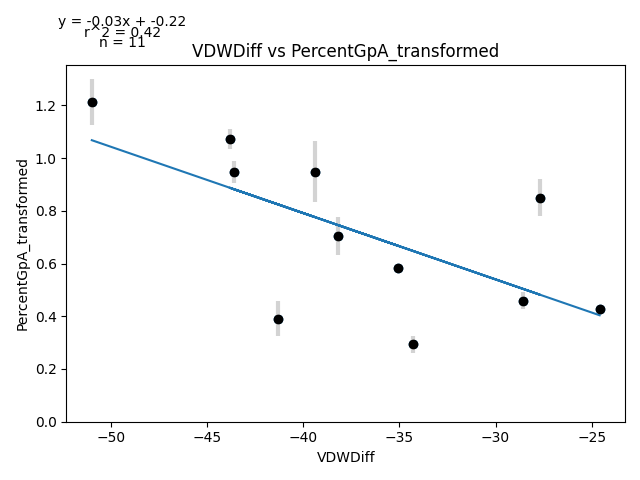 y = -0.03x + -0.22
r^2 = 0.42
n = 11
VDWDiff vs PercentGpA_transformed
PercentGpA_transformed
1.2
1.0
0.8
0.6
0.4
0.2
0.0
−50 −45 −40 −35 −30 −25
VDWDiff